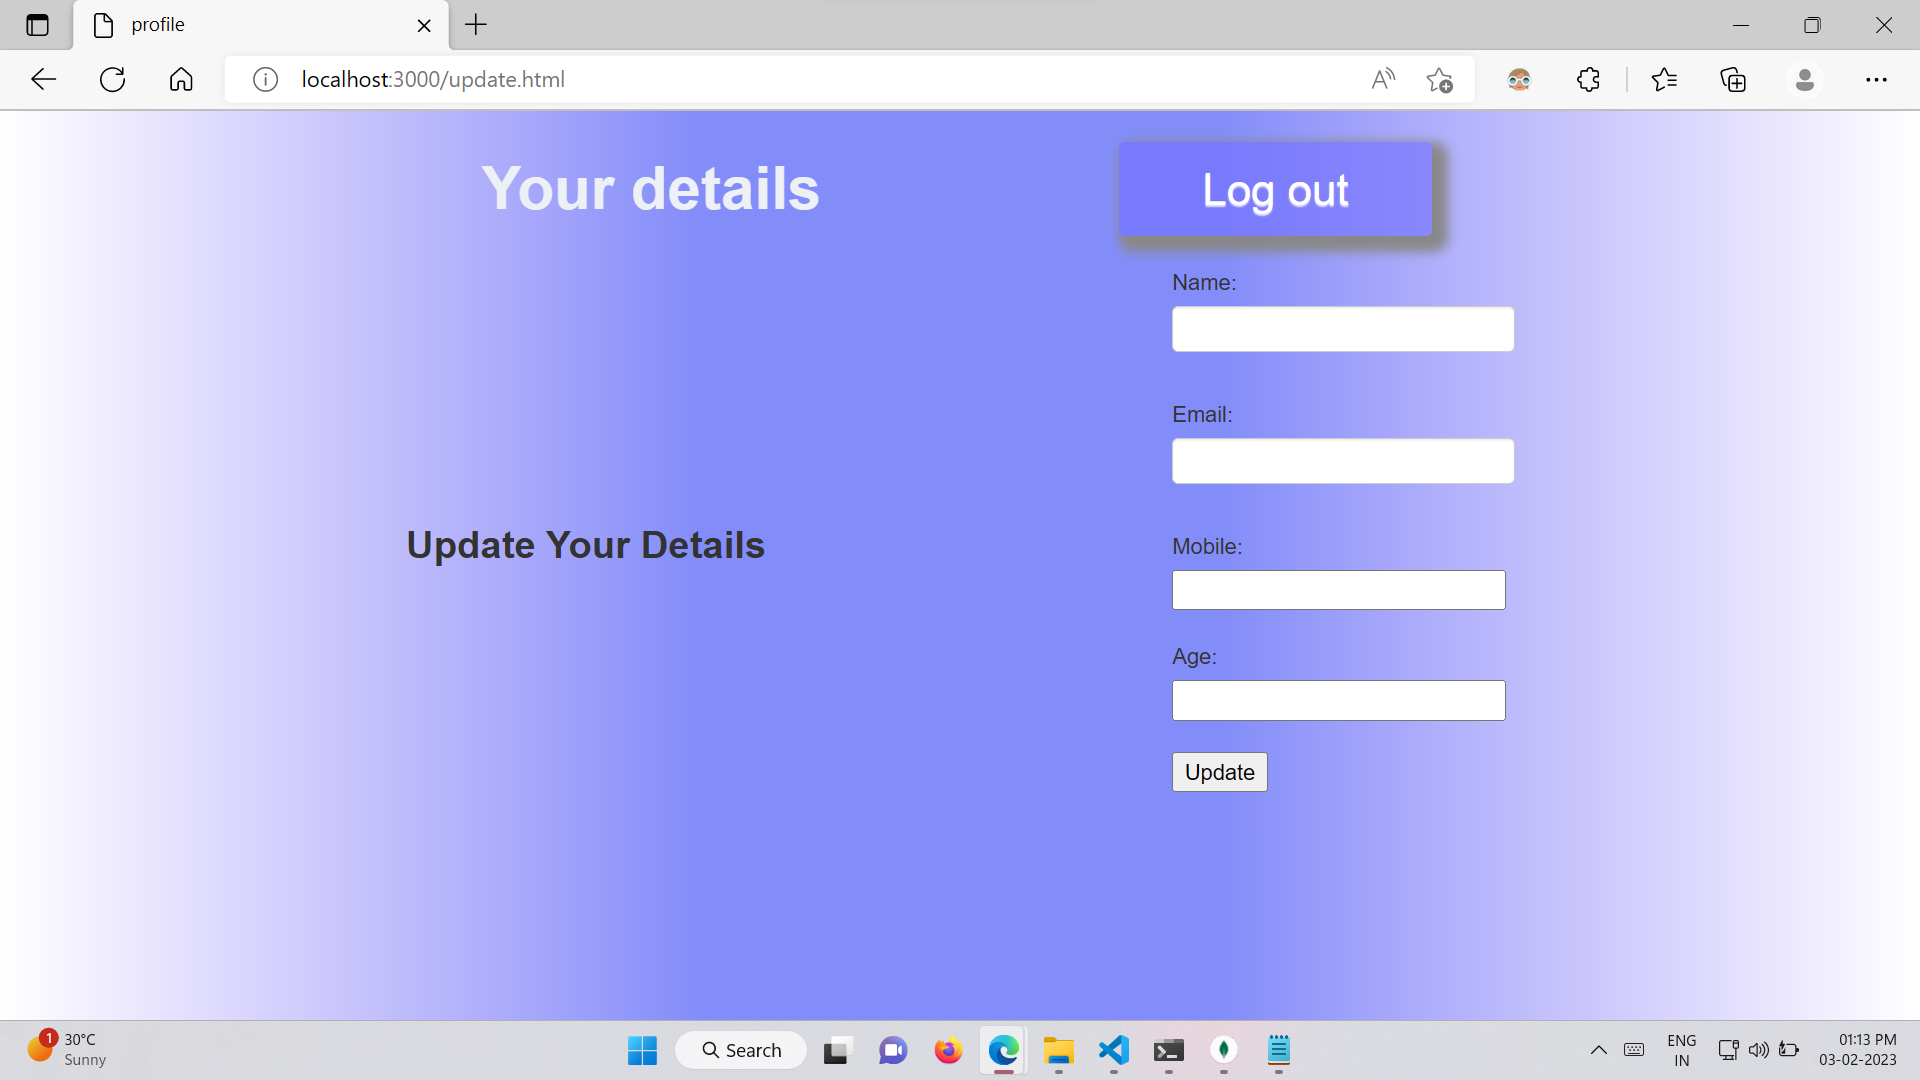 profile
localhost:3000/update.html
Your details
Log out
Name:
Email:
Update Your Details
Mobile:
Age:
Update
1
30°C
Sunny
Search
ENG
IN
01:13 PM
03-02-2023